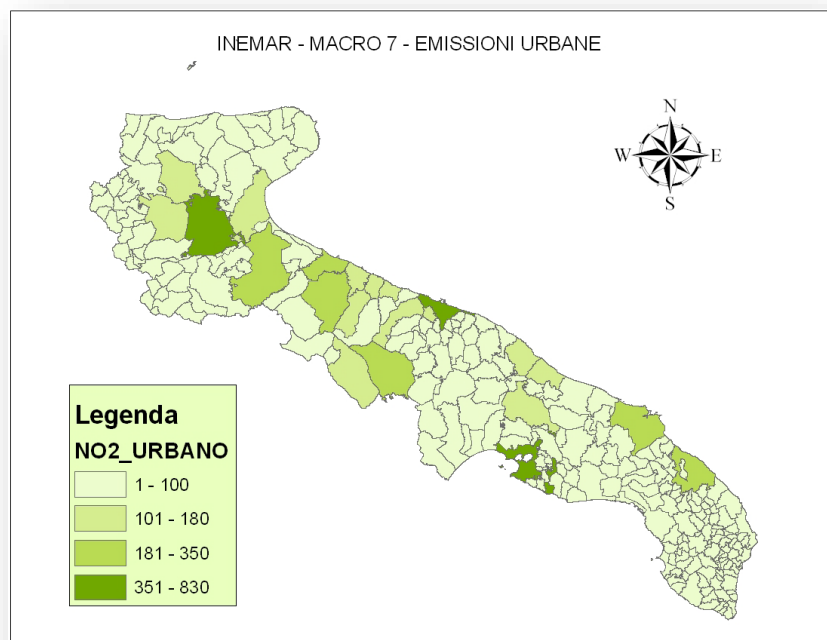 INEMAR - MACRO 7 - EMISSIONI URBANE
N
W
E
S
Legenda
NO2_URBANO
1 - 100
101 - 180
181 - 350
351 - 830